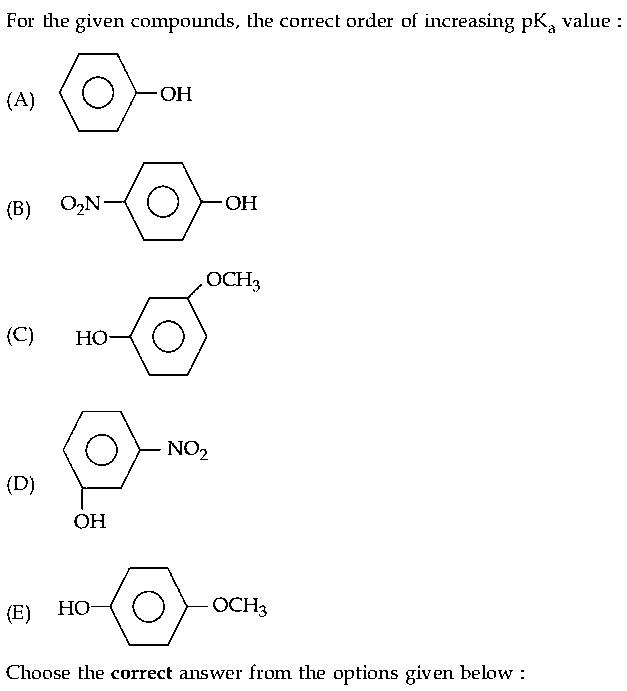 For the given compounds, the correct order of increasing pKₐ value :
(A)
OH
(B) O₂N OH
OCH₃
(C) HO
NO₂
(D)
OH
(E) HO OCH₃
Choose the correct answer from the options given below :